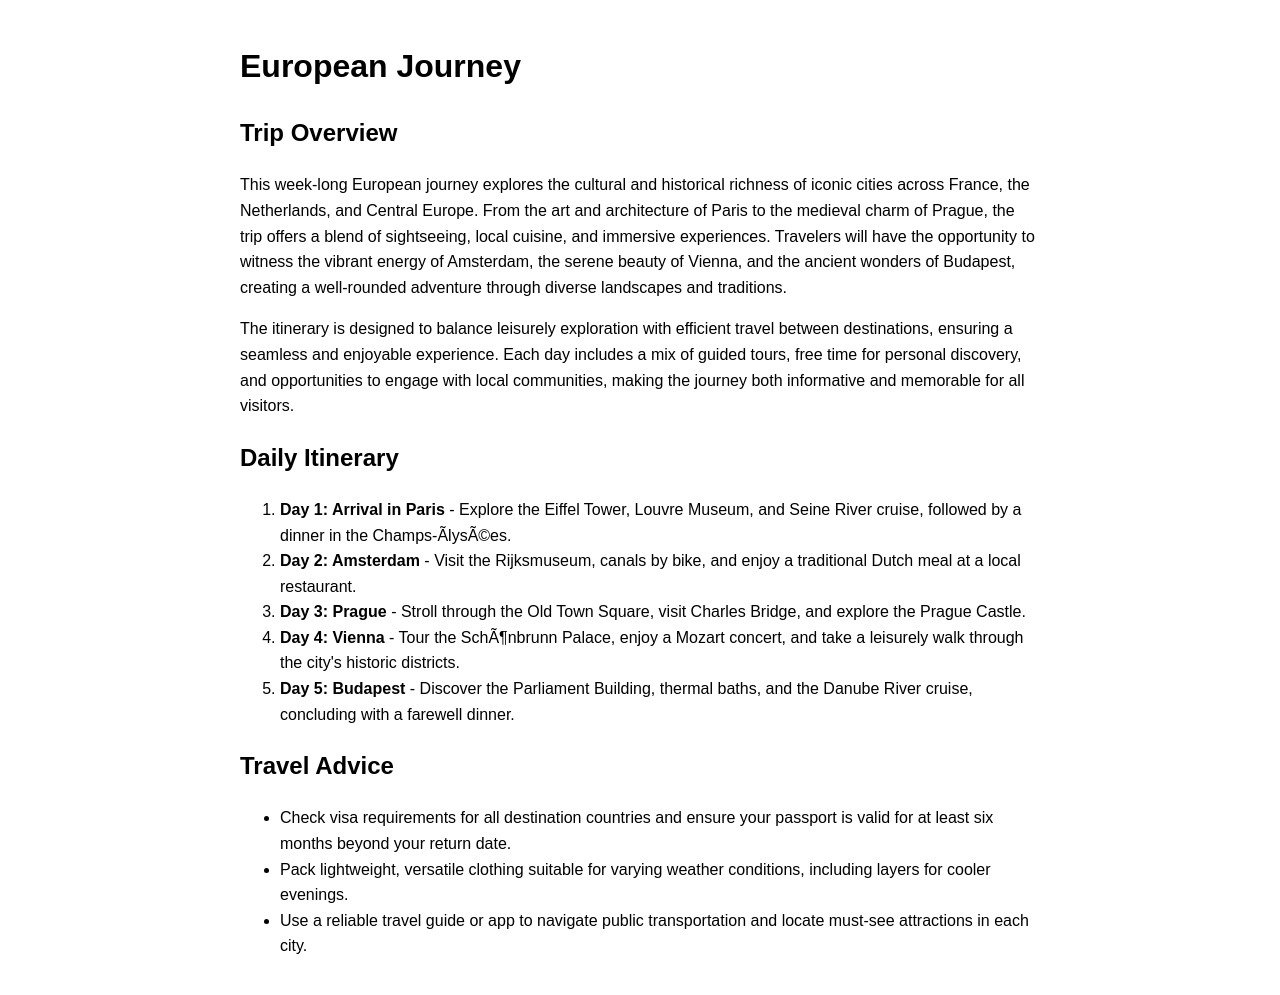 European Journey
Trip Overview
This week-long European journey explores the cultural and historical richness of iconic cities across France, the
Netherlands, and Central Europe. From the art and architecture of Paris to the medieval charm of Prague, the
trip offers a blend of sightseeing, local cuisine, and immersive experiences. Travelers will have the opportunity to
witness the vibrant energy of Amsterdam, the serene beauty of Vienna, and the ancient wonders of Budapest,
creating a well-rounded adventure through diverse landscapes and traditions.
The itinerary is designed to balance leisurely exploration with efficient travel between destinations, ensuring a
seamless and enjoyable experience. Each day includes a mix of guided tours, free time for personal discovery,
and opportunities to engage with local communities, making the journey both informative and memorable for all
visitors.
Daily Itinerary
1. Day 1: Arrival in Paris - Explore the Eiffel Tower, Louvre Museum, and Seine River cruise, followed by a
dinner in the Champs-ÃlysÃ©es.
2. Day 2: Amsterdam - Visit the Rijksmuseum, canals by bike, and enjoy a traditional Dutch meal at a local
restaurant.
3. Day 3: Prague - Stroll through the Old Town Square, visit Charles Bridge, and explore the Prague Castle.
4. Day 4: Vienna - Tour the SchÃ¶nbrunn Palace, enjoy a Mozart concert, and take a leisurely walk through
the city's historic districts.
5. Day 5: Budapest - Discover the Parliament Building, thermal baths, and the Danube River cruise,
concluding with a farewell dinner.
Travel Advice
• Check visa requirements for all destination countries and ensure your passport is valid for at least six
months beyond your return date.
• Pack lightweight, versatile clothing suitable for varying weather conditions, including layers for cooler
evenings.
• Use a reliable travel guide or app to navigate public transportation and locate must-see attractions in each
city.